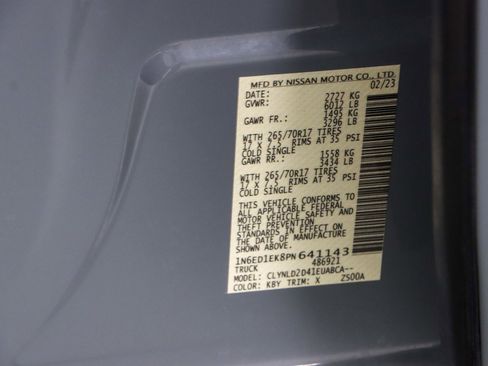 MFD BY NISSAN MOTOR CO., LTD.
DATE: 02/23
GVWR: 2727 KG
6012 LB
GAWR FR.: 1495 KG
3296 LB
WITH 265/70R17 TIRES
17 X 7.5 RIMS AT 35 PSI
COLD SINGLE
GAWR RR.: 1558 KG
3434 LB
WITH 265/70R17 TIRES
17 X 7.5 RIMS AT 35 PSI
COLD SINGLE
THIS VEHICLE CONFORMS TO
ALL APPLICABLE FEDERAL
MOTOR VEHICLE SAFETY AND
THEFT PREVENTION
STANDARDS IN EFFECT ON
THE DATE OF MANUFACTURE
SHOWN ABOVE.
1N6ED1EK8PN641143
TRUCK 486921
MODEL: CLYNLD2D41EUABCA--
COLOR: KBY TRIM: X Z500A